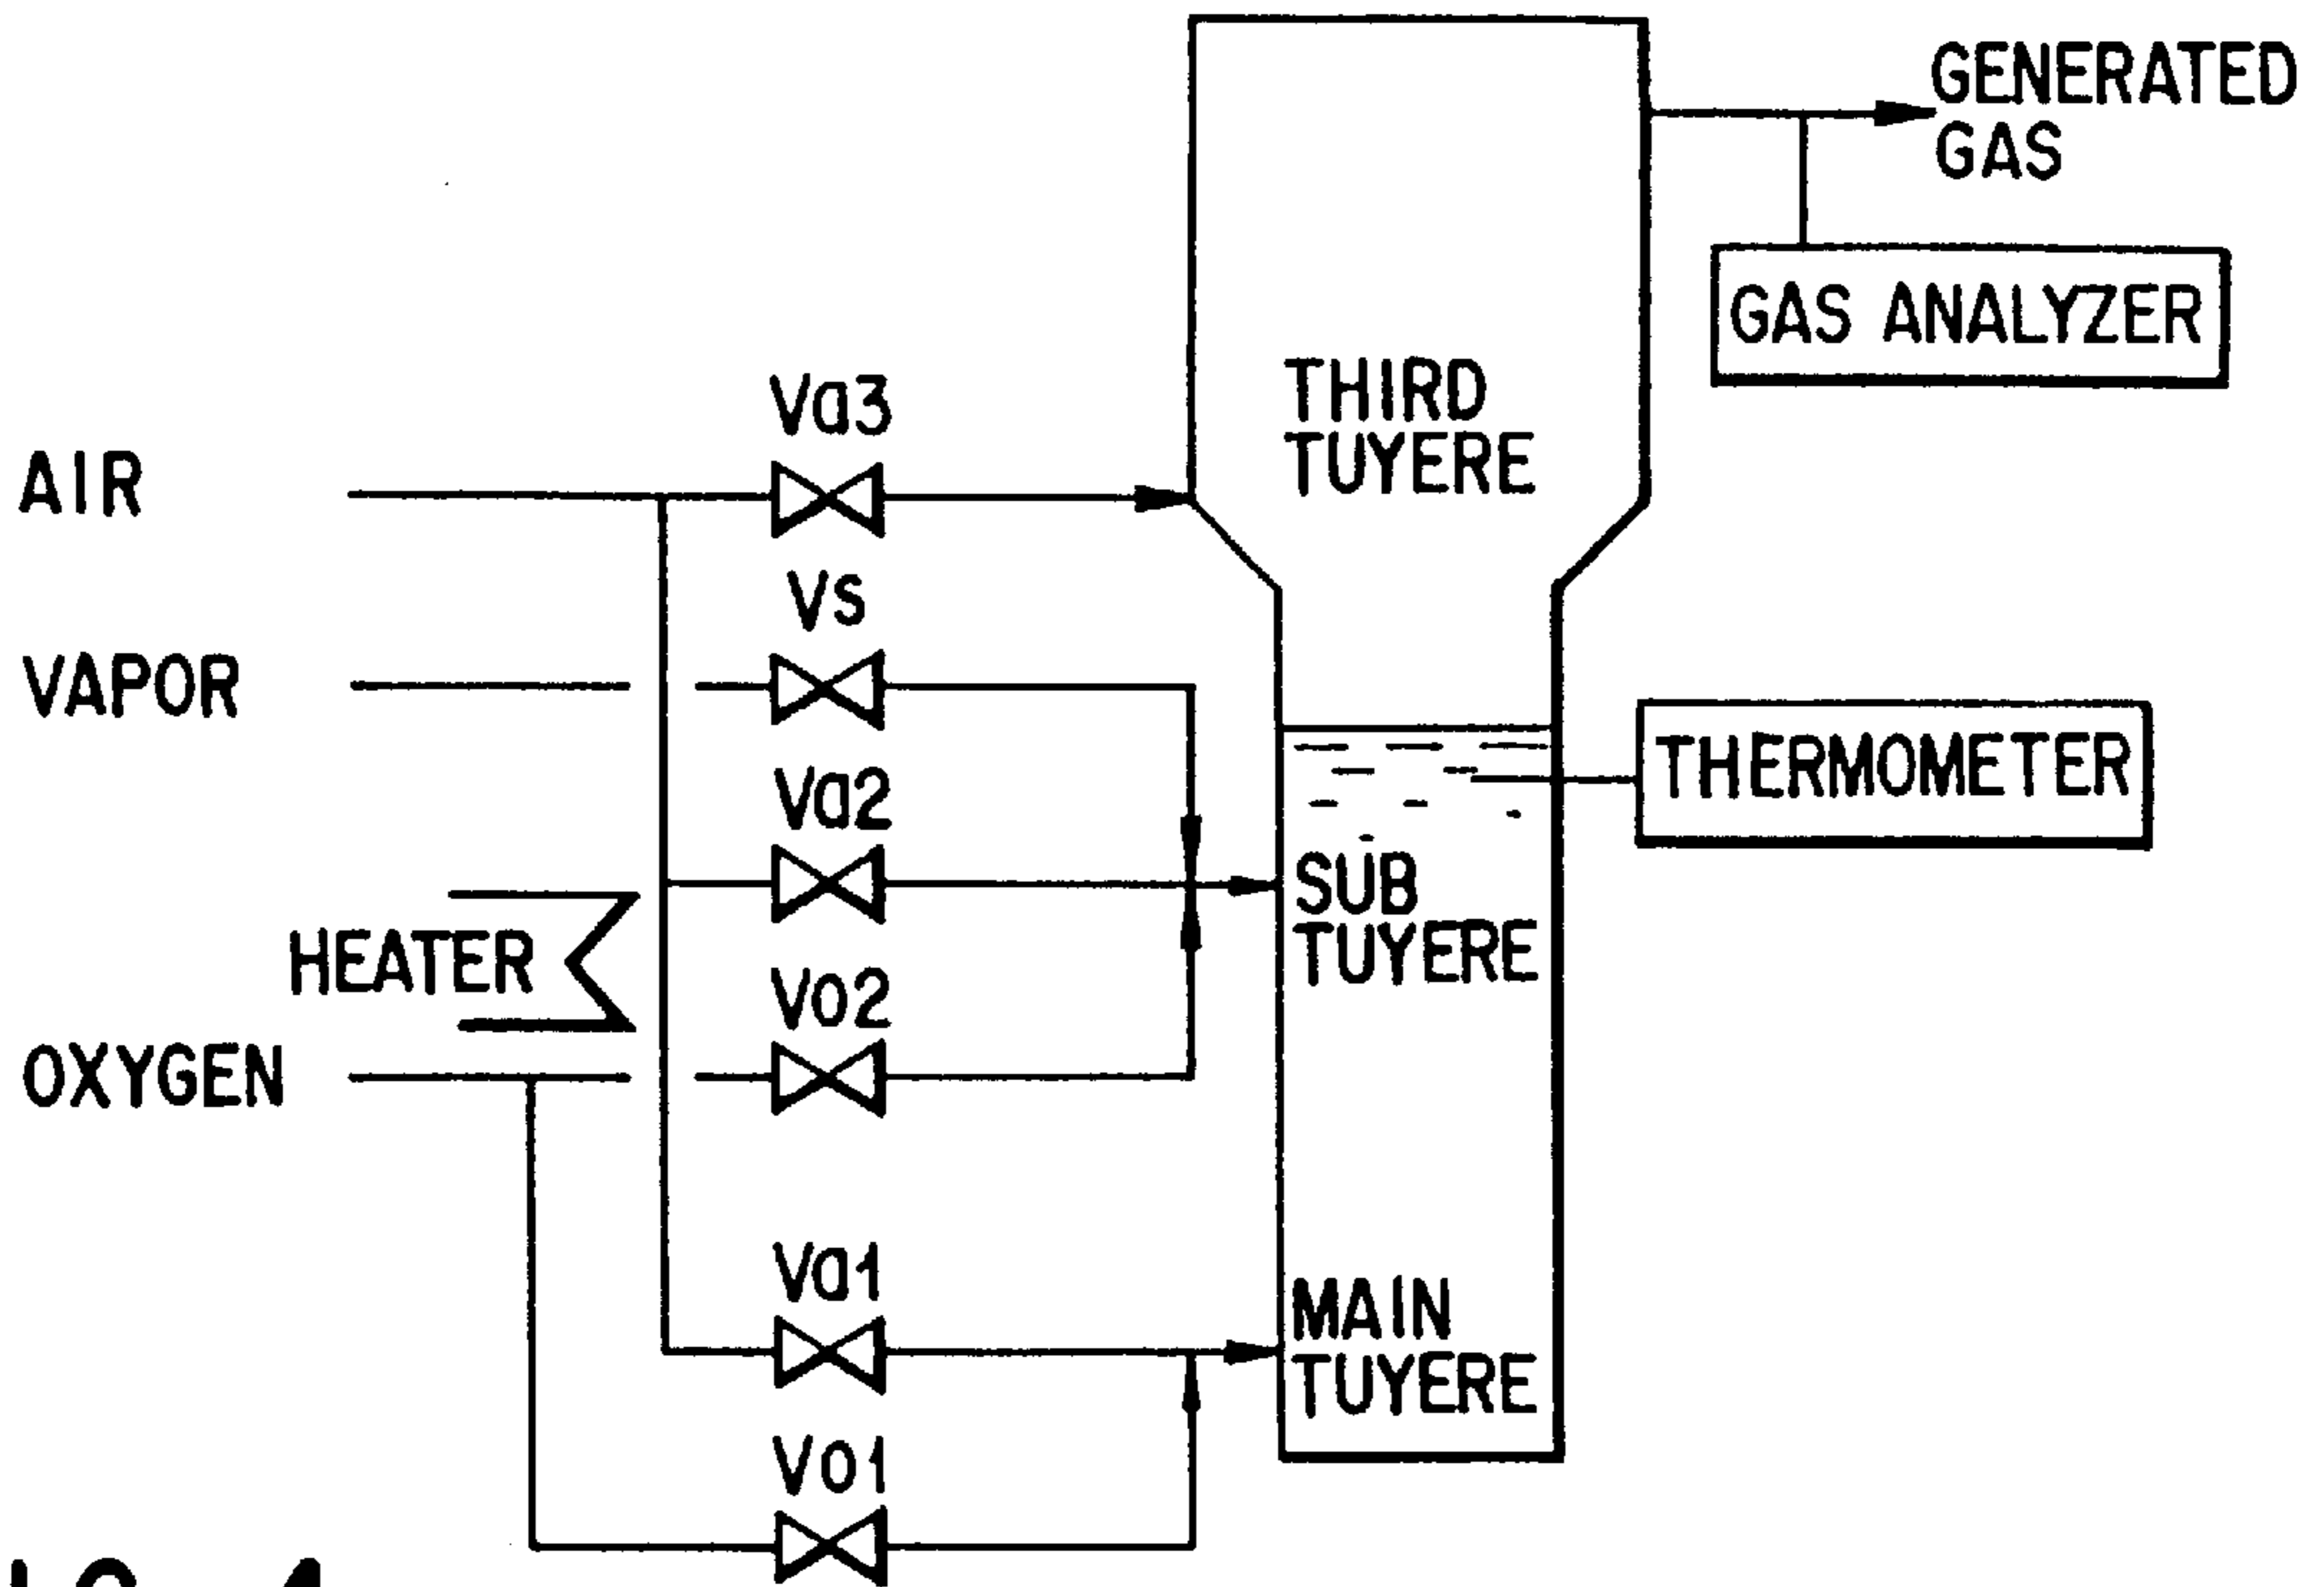 GENERATED
GAS
GAS ANALYZER
THIRD
TUYERE
Va3
AIR
Vs
VAPOR
THERMOMETER
Va2
SUB
TUYERE
HEATER
Vo2
OXYGEN
Va1
MAIN
TUYERE
Vo1